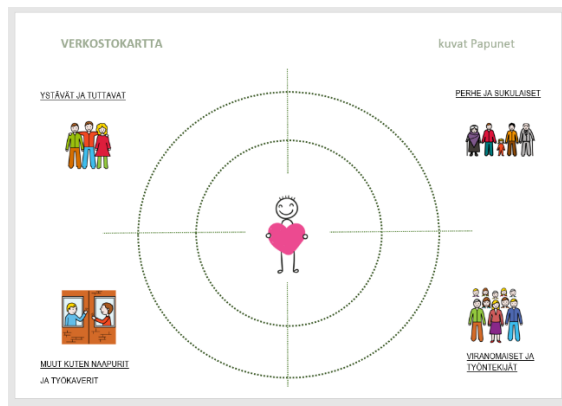 VERKOSTOKARTTA
kuvat Papunet
YSTÄVÄT JA TUTTAVAT
PERHE JA SUKULAISET
MUUT KUTEN NAAPURIT
JA TYÖKAVERIT
VIRANOMAISET JA
TYÖNTEKIJÄT